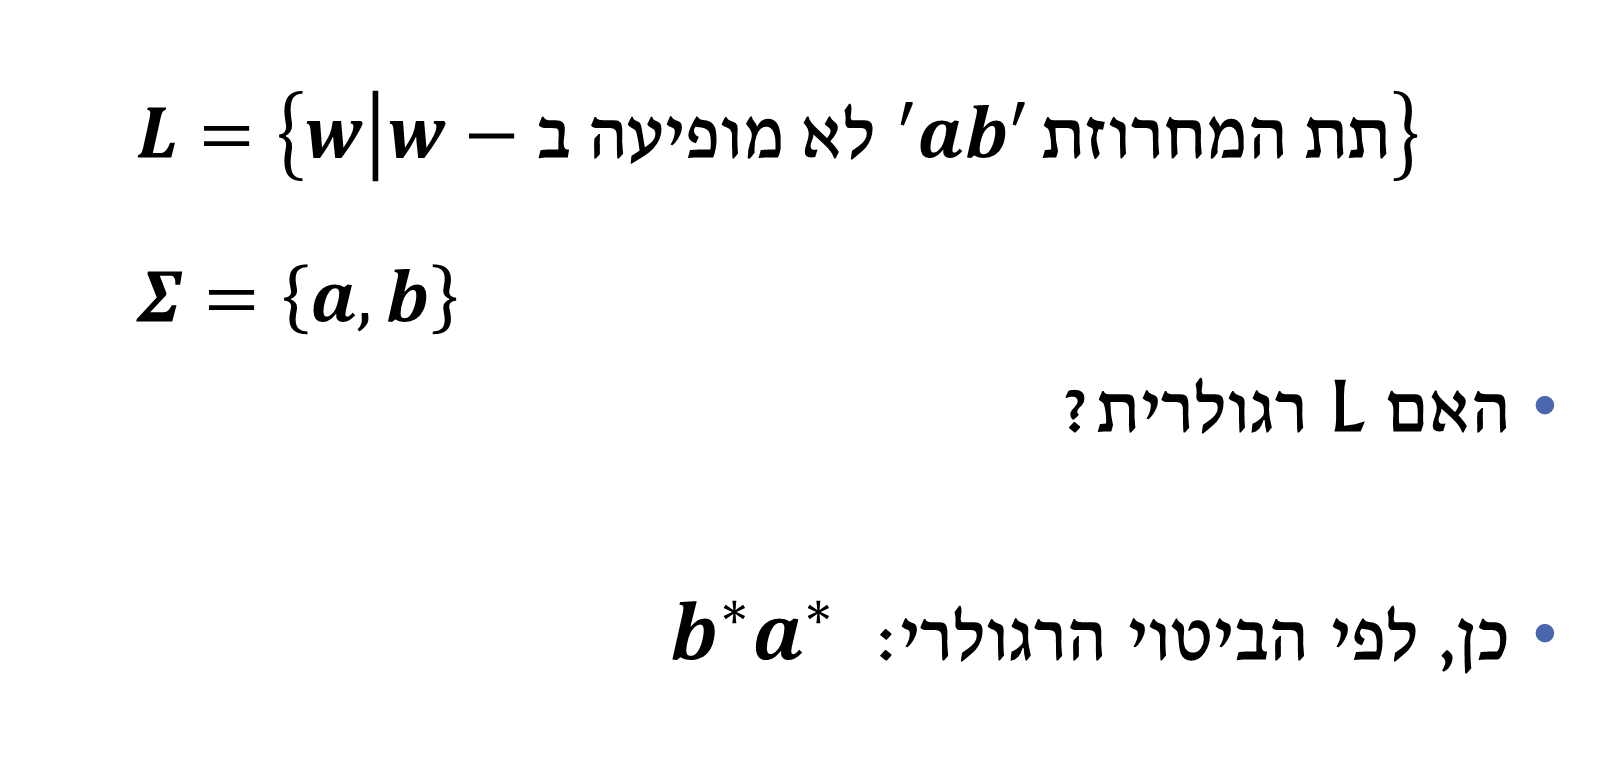 L = {w|w − תת המחרוזת ′ab′ לא מופיעה ב}
Σ = {a, b}
• האם L רגולרית?
• כן, לפי הביטוי הרגולרי: b*a*